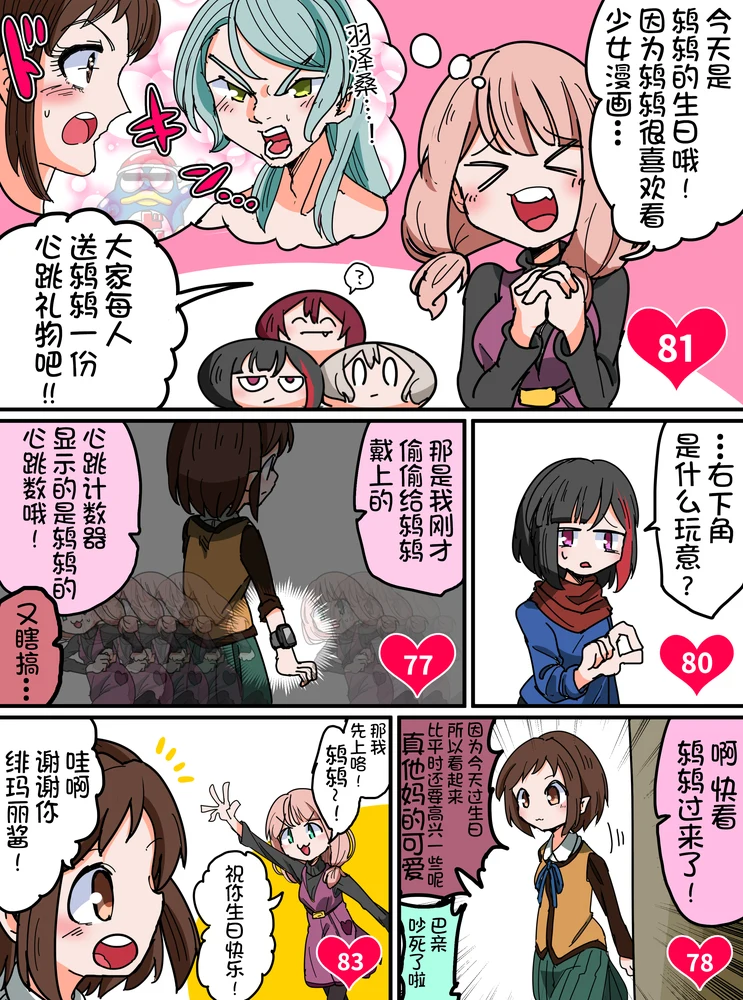 今天是
鸫鸫的生日哦！
因为鸫鸫很喜欢看
少女漫画…
羽泽桑…！
ド
ド
キ
ッ…
大家每人
送鸫鸫一份
心跳礼物吧!!
?
81
…右下角
是什么玩意？
80
那是我刚才
偷偷给鸫鸫
戴上的
心跳计数器
显示的是鸫鸫的
心跳数哦！
又瞎搞…
77
啊 快看
鸫鸫过来了！
因为今天过生日
所以看起来
比平时还要高兴一些呢
真他妈的可爱
巴亲
吵死了啦
78
那我
先上咯！
鸫鸫~！
祝你生日快乐！
哇啊
谢谢你
绯玛丽酱！
83